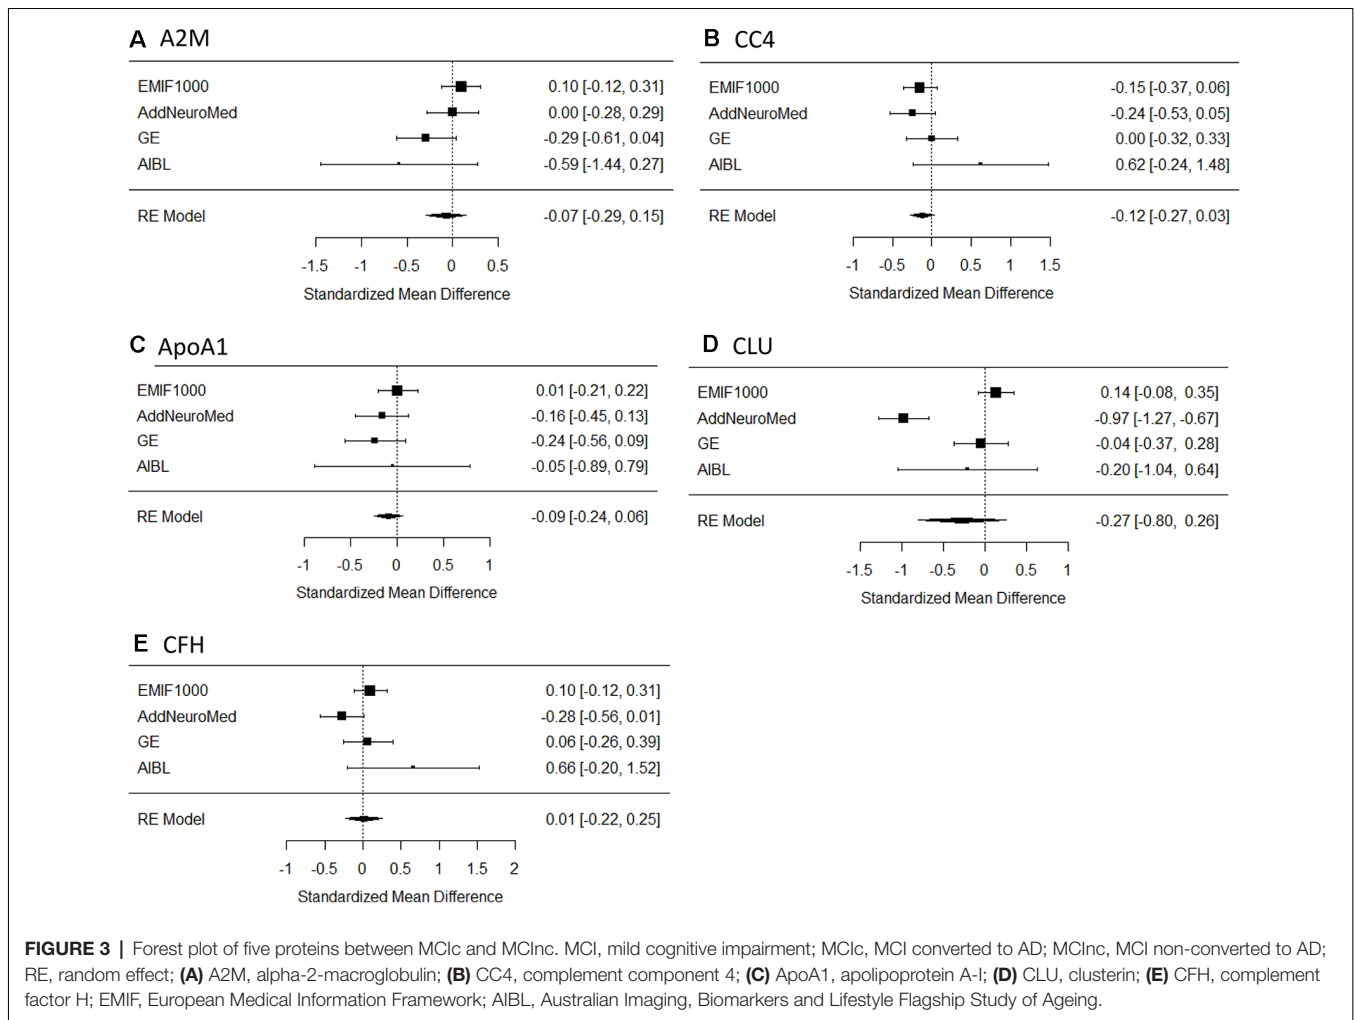 A A2M
EMIF1000 0.10 [-0.12, 0.31]
AddNeuroMed 0.00 [-0.28, 0.29]
GE -0.29 [-0.61, 0.04]
AIBL -0.59 [-1.44, 0.27]
RE Model -0.07 [-0.29, 0.15]
-1.5 -1 -0.5 0 0.5
Standardized Mean Difference
B CC4
EMIF1000 -0.15 [-0.37, 0.06]
AddNeuroMed -0.24 [-0.53, 0.05]
GE 0.00 [-0.32, 0.33]
AIBL 0.62 [-0.24, 1.48]
RE Model -0.12 [-0.27, 0.03]
-1 -0.5 0 0.5 1 1.5
Standardized Mean Difference
C ApoA1
EMIF1000 0.01 [-0.21, 0.22]
AddNeuroMed -0.16 [-0.45, 0.13]
GE -0.24 [-0.56, 0.09]
AIBL -0.05 [-0.89, 0.79]
RE Model -0.09 [-0.24, 0.06]
-1 -0.5 0 0.5 1
Standardized Mean Difference
D CLU
EMIF1000 0.14 [-0.08, 0.35]
AddNeuroMed -0.97 [-1.27, -0.67]
GE -0.04 [-0.37, 0.28]
AIBL -0.20 [-1.04, 0.64]
RE Model -0.27 [-0.80, 0.26]
-1.5 -1 -0.5 0 0.5 1
Standardized Mean Difference
E CFH
EMIF1000 0.10 [-0.12, 0.31]
AddNeuroMed -0.28 [-0.56, 0.01]
GE 0.06 [-0.26, 0.39]
AIBL 0.66 [-0.20, 1.52]
RE Model 0.01 [-0.22, 0.25]
-1 -0.5 0 0.5 1 1.5 2
Standardized Mean Difference
FIGURE 3 | Forest plot of five proteins between MCIc and MCInc. MCI, mild cognitive impairment; MCIc, MCI converted to AD; MCInc, MCI non-converted to AD;
RE, random effect; (A) A2M, alpha-2-macroglobulin; (B) CC4, complement component 4; (C) ApoA1, apolipoprotein A-I; (D) CLU, clusterin; (E) CFH, complement
factor H; EMIF, European Medical Information Framework; AIBL, Australian Imaging, Biomarkers and Lifestyle Flagship Study of Ageing.